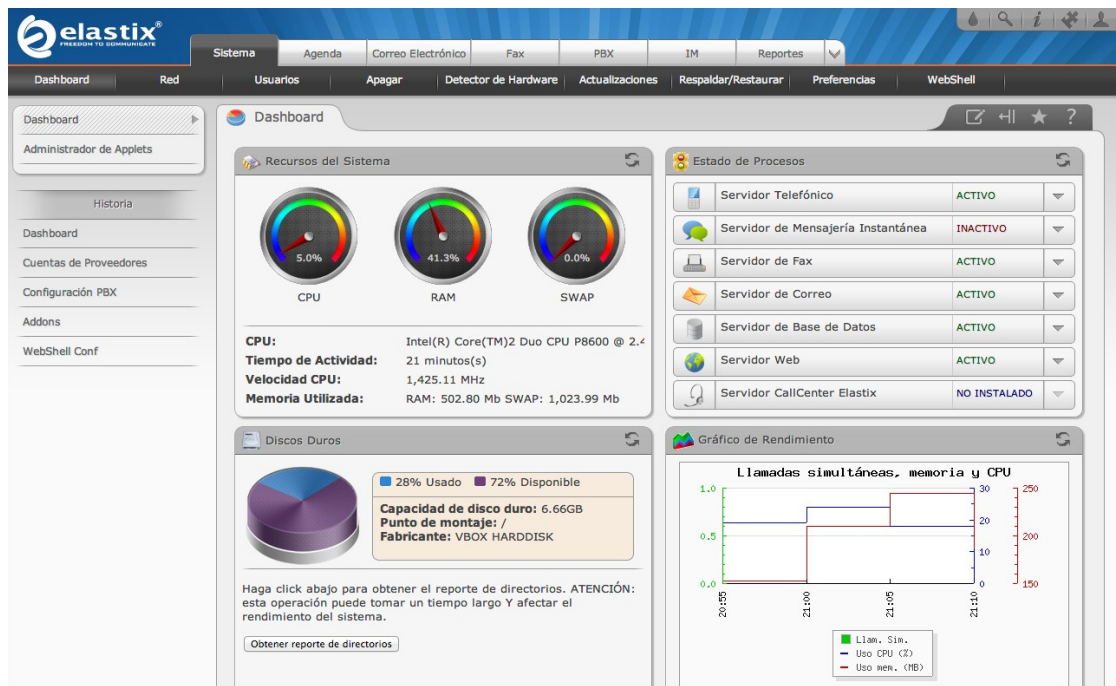 elastix®
FREEDOM TO COMMUNICATE
Sistema Agenda Correo Electrónico Fax PBX IM Reportes
Dashboard Red Usuarios Apagar Detector de Hardware Actualizaciones Respaldar/Restaurar Preferencias WebShell
Dashboard
Administrador de Applets
Historia
Dashboard
Cuentas de Proveedores
Configuración PBX
Addons
WebShell Conf
Dashboard
Recursos del Sistema
5.0% 41.3% 0.0%
CPU RAM SWAP
CPU: Intel(R) Core(TM)2 Duo CPU P8600 @ 2.4
Tiempo de Actividad: 21 minutos(s)
Velocidad CPU: 1,425.11 MHz
Memoria Utilizada: RAM: 502.80 Mb SWAP: 1,023.99 Mb
Estado de Procesos
Servidor Telefónico ACTIVO
Servidor de Mensajería Instantánea INACTIVO
Servidor de Fax ACTIVO
Servidor de Correo ACTIVO
Servidor de Base de Datos ACTIVO
Servidor Web ACTIVO
Servidor CallCenter Elastix NO INSTALADO
Discos Duros
28% Usado 72% Disponible
Capacidad de disco duro: 6.66GB
Punto de montaje: /
Fabricante: VBOX HARDDISK
Haga click abajo para obtener el reporte de directorios. ATENCIÓN:
esta operación puede tomar un tiempo largo Y afectar el
rendimiento del sistema.
Obtener reporte de directorios
Gráfico de Rendimiento
Llamadas simultáneas, memoria y CPU
1.0 30 250
20
0.5 200
10
0.0 0 150
20:55 21:00 21:05 21:10
Llam. Sim.
Uso CPU (%)
Uso mem. (MB)